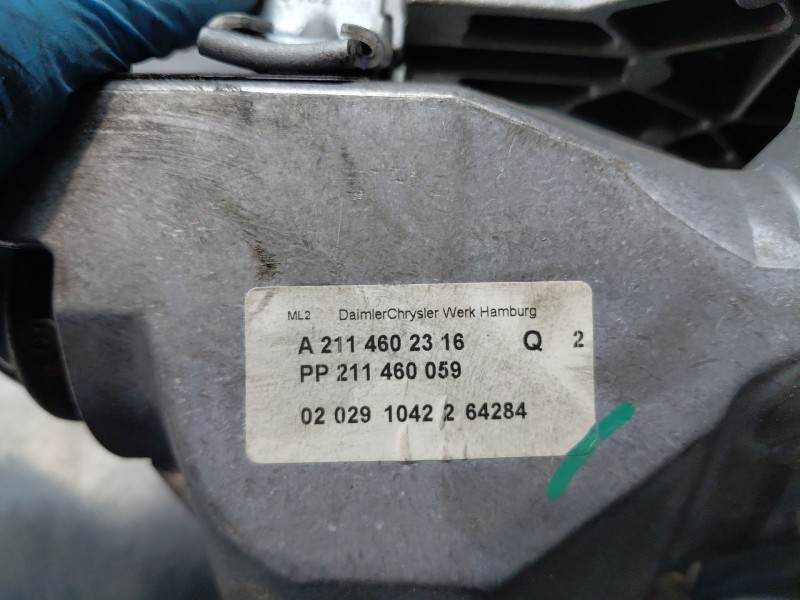 ML2 DaimlerChrysler Werk Hamburg
A 211 460 23 16 Q 2
PP 211 460 059
02 029 1042 2 64284